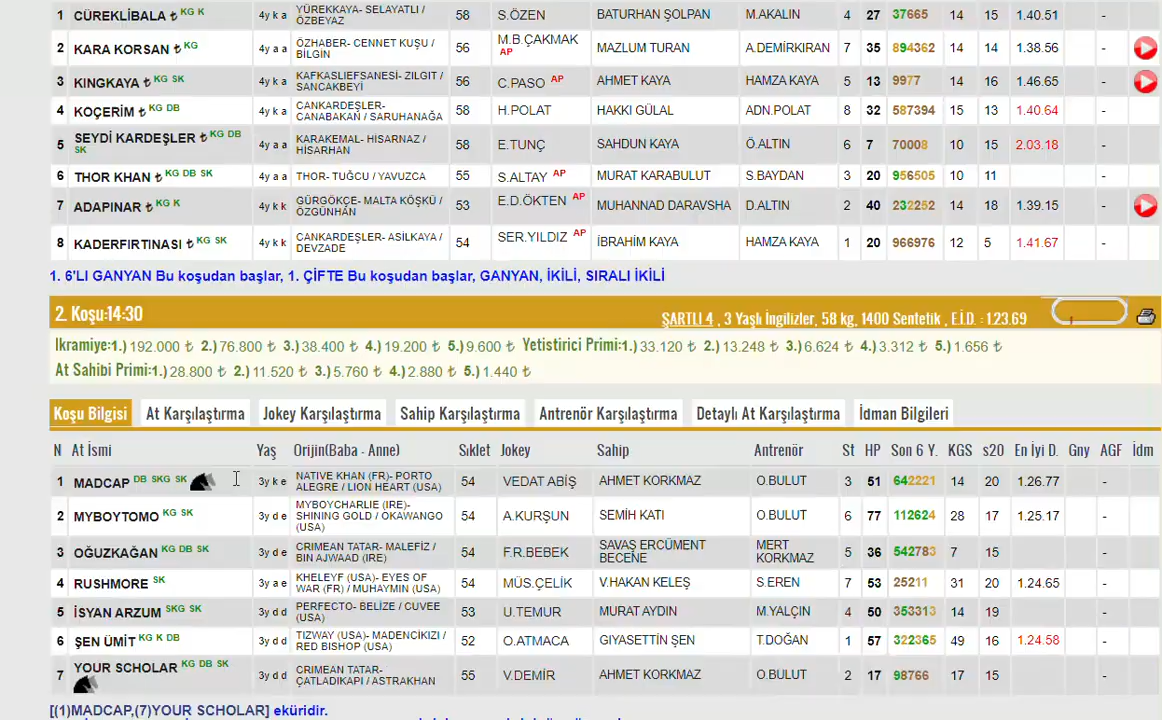 1 CÜREKLİBALA ₺ KG K 4y k a YÜREKKAYA- SELAYATLI / ÖZBEYAZ 58 S.ÖZEN BATURHAN ŞOLPAN M.AKALIN 4 27 37665 14 15 1.40.51 -
2 KARA KORSAN ₺ KG 4y a a ÖZHABER- CENNET KUŞU / BİLGİN 56 M.B.ÇAKMAK AP MAZLUM TURAN A.DEMİRKIRAN 7 35 894362 14 14 1.38.56 -
3 KINGKAYA ₺ KG SK 4y k a KAFKASLIEFSANESİ- ZILGIT / SANCAKBEYİ 56 C.PASO AP AHMET KAYA HAMZA KAYA 5 13 9977 14 16 1.46.65 -
4 KOÇERİM ₺ KG DB 4y k a CANKARDEŞLER- CANABAKAN / SARUHANAĞA 58 H.POLAT HAKKI GÜLAL ADN.POLAT 8 32 587394 15 13 1.40.64 -
5 SEYDİ KARDEŞLER ₺ KG DB SK 4y a a KARAKEMAL- HİSARNAZ / HİSARHAN 58 E.TUNÇ SAHDUN KAYA Ö.ALTIN 6 7 70008 10 15 2.03.18 -
6 THOR KHAN ₺ KG DB SK 4y a a THOR- TUĞCU / YAVUZCA 55 S.ALTAY AP MURAT KARABULUT S.BAYDAN 3 20 956505 10 11 -
7 ADAPINAR ₺ KG K 4y k k GÜRGÖKÇE- MALTA KÖŞKÜ / ÖZGÜNHAN 53 E.D.ÖKTEN AP MUHANNAD DARAVSHA D.ALTIN 2 40 232252 14 18 1.39.15 -
8 KADERFIRTINASI ₺ KG SK 4y k k CANKARDEŞLER- ASİLKAYA / DEVZADE 54 SER.YILDIZ AP İBRAHİM KAYA HAMZA KAYA 1 20 966976 12 5 1.41.67 -
1. 6'LI GANYAN Bu koşudan başlar, 1. ÇİFTE Bu koşudan başlar, GANYAN, İKİLİ, SIRALI İKİLİ
2. Koşu:14:30 ŞARTLI 4 , 3 Yaşlı İngilizler, 58 kg, 1400 Sentetik , E.İ.D. : 1.23.69
Ikramiye:1.) 192.000 ₺ 2.) 76.800 ₺ 3.) 38.400 ₺ 4.) 19.200 ₺ 5.) 9.600 ₺ Yetistirici Primi:1.) 33.120 ₺ 2.) 13.248 ₺ 3.) 6.624 ₺ 4.) 3.312 ₺ 5.) 1.656 ₺
At Sahibi Primi:1.) 28.800 ₺ 2.) 11.520 ₺ 3.) 5.760 ₺ 4.) 2.880 ₺ 5.) 1.440 ₺
Koşu Bilgisi At Karşılaştırma Jokey Karşılaştırma Sahip Karşılaştırma Antrenör Karşılaştırma Detaylı At Karşılaştırma İdman Bilgileri
N At İsmi Yaş Orijin(Baba - Anne) Sıklet Jokey Sahip Antrenör St HP Son 6 Y. KGS s20 En İyi D. Gny AGF İdm
1 MADCAP DB SKG SK 3y k e NATIVE KHAN (FR)- PORTO ALEGRE / LION HEART (USA) 54 VEDAT ABİŞ AHMET KORKMAZ O.BULUT 3 51 642221 14 20 1.26.77 -
2 MYBOYTOMO KG SK 3y d e MYBOYCHARLIE (IRE)- SHINING GOLD / OKAWANGO (USA) 54 A.KURŞUN SEMİH KATI O.BULUT 6 77 112624 28 17 1.25.17 -
3 OĞUZKAĞAN KG DB SK 3y d e CRIMEAN TATAR- MALEFİZ / BIN AJWAAD (IRE) 54 F.R.BEBEK SAVAŞ ERCÜMENT BECENE MERT KORKMAZ 5 36 542783 7 15 -
4 RUSHMORE SK 3y a e KHELEYF (USA)- EYES OF WAR (FR) / MUHAYMIN (USA) 54 MÜS.ÇELİK V.HAKAN KELEŞ S.EREN 7 53 25211 31 20 1.24.65 -
5 İSYAN ARZUM SKG SK 3y d d PERFECTO- BELİZE / CUVEE (USA) 53 U.TEMUR MURAT AYDIN M.YALÇIN 4 50 353313 14 19 -
6 ŞEN ÜMİT KG K DB 3y d d TIZWAY (USA)- MADENCİKIZI / RED BISHOP (USA) 52 O.ATMACA GIYASETTİN ŞEN T.DOĞAN 1 57 322365 49 16 1.24.58 -
7 YOUR SCHOLAR KG DB SK 3y d d CRIMEAN TATAR- ÇATLADIKAPI / ASTRAKHAN 55 V.DEMİR AHMET KORKMAZ O.BULUT 2 17 98766 17 15 -
[(1)MADCAP,(7)YOUR SCHOLAR] eküridir.